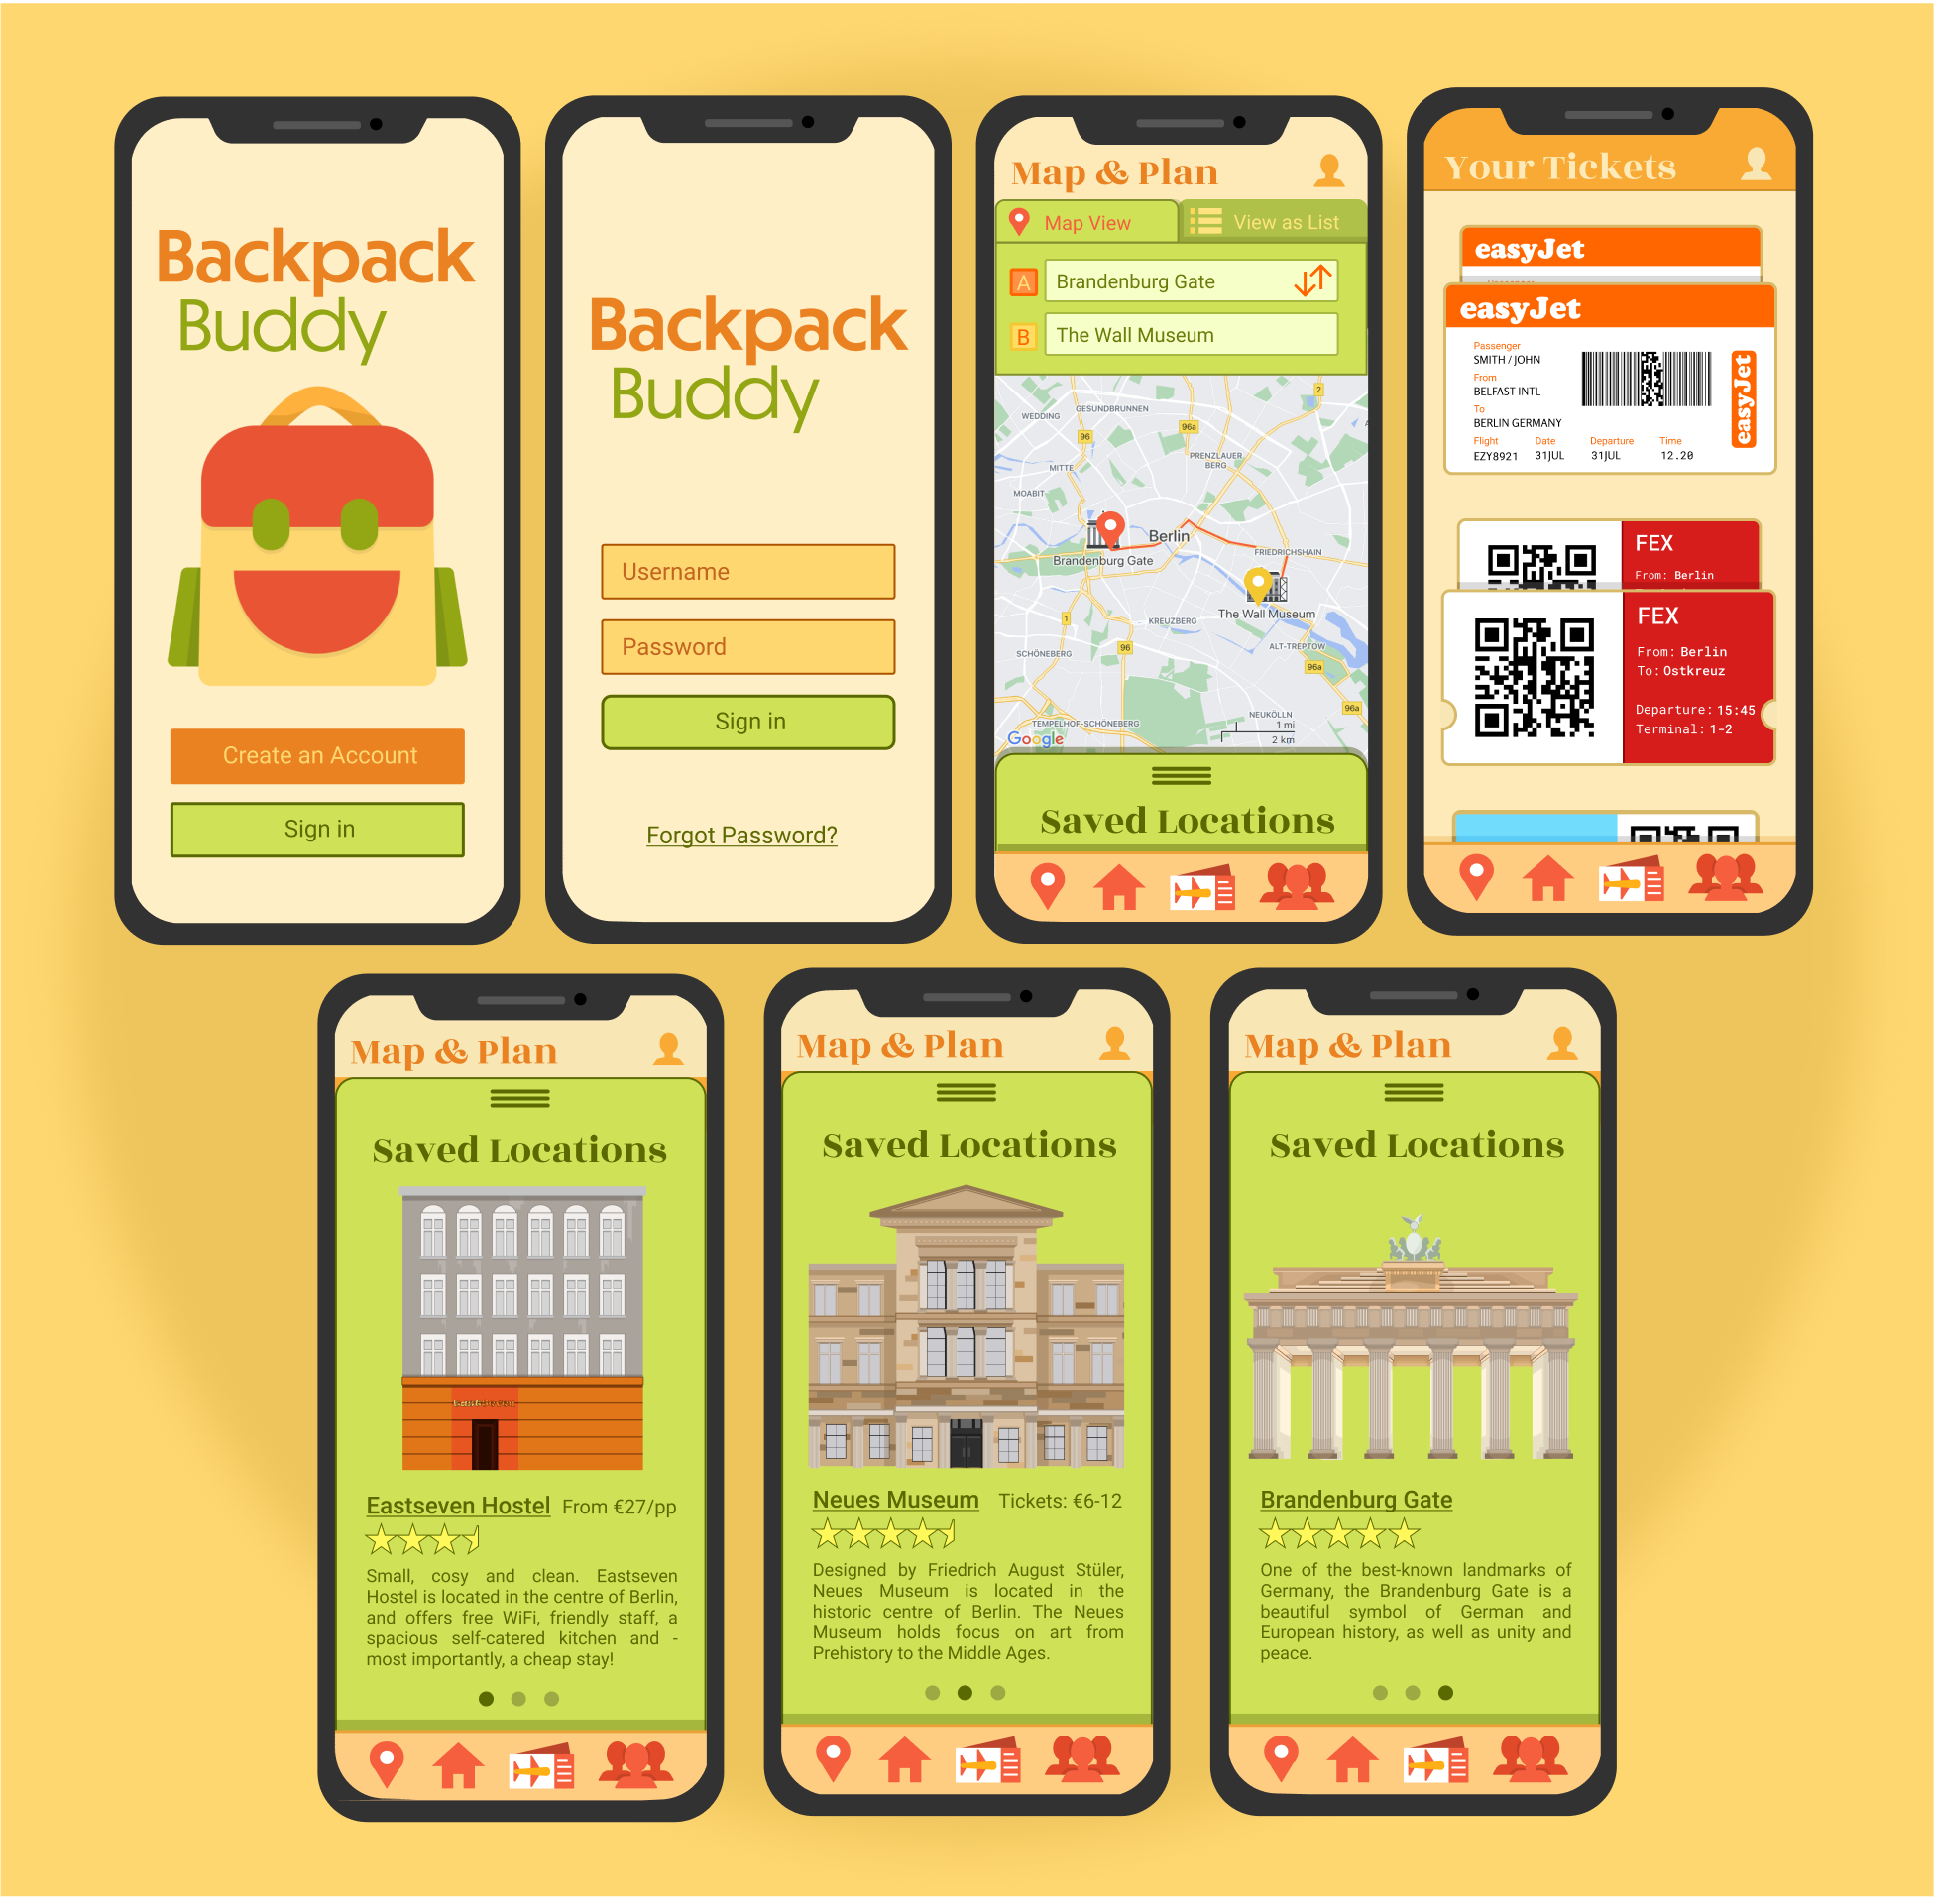 Backpack
Buddy
Create an Account
Sign in
Backpack
Buddy
Username
Password
Sign in
Forgot Password?
Map & Plan
Map View
View as List
A
Brandenburg Gate
B
The Wall Museum
2
WEDDING
GESUNDBRUNNEN
96
96a
MITTE
PRENZLAUER
BERG
MOABIT
Berlin
Brandenburg Gate
FRIEDRICHSHAIN
The Wall Museum
1
KREUZBERG
SCHÖNEBERG
96
ALT-TREPTOW
96a
96a
TEMPELHOF-SCHÖNEBERG
NEUKÖLLN
1 mi
2 km
Google
Saved Locations
Your Tickets
easyJet
easyJet
Passenger
SMITH / JOHN
From
BELFAST INTL
To
BERLIN GERMANY
Flight Date Departure Time
EZY8921 31JUL 31JUL 12.20
easyJet
FEX
From: Berlin
FEX
From: Berlin
To: Ostkreuz
Departure: 15:45
Terminal: 1-2
Map & Plan
Saved Locations
Eastseven Hostel From €27/pp
Small, cosy and clean. Eastseven
Hostel is located in the centre of Berlin,
and offers free WiFi, friendly staff, a
spacious self-catered kitchen and -
most importantly, a cheap stay!
Map & Plan
Saved Locations
Neues Museum Tickets: €6-12
Designed by Friedrich August Stüler,
Neues Museum is located in the
historic centre of Berlin. The Neues
Museum holds focus on art from
Prehistory to the Middle Ages.
Map & Plan
Saved Locations
Brandenburg Gate
One of the best-known landmarks of
Germany, the Brandenburg Gate is a
beautiful symbol of German and
European history, as well as unity and
peace.